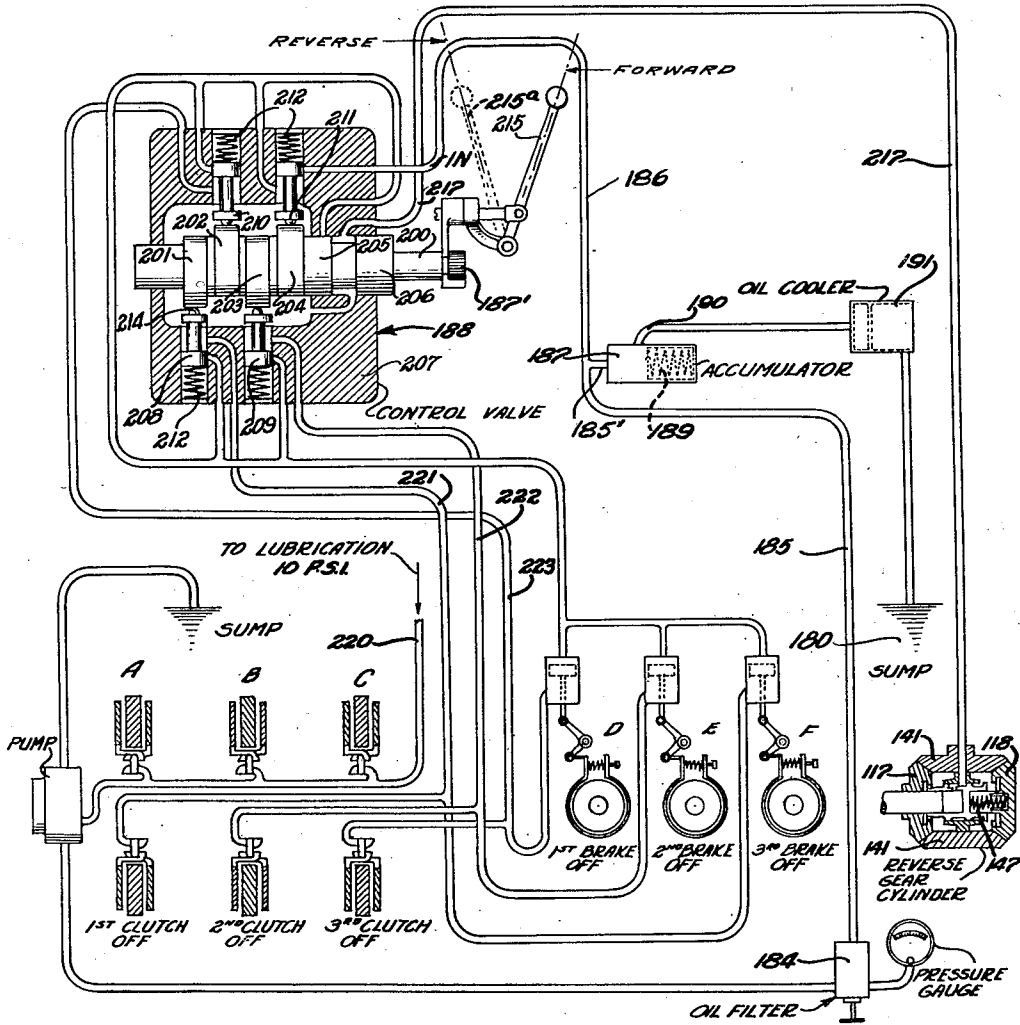 REVERSE
FORWARD
215ª
215
212
211
IN
217
186
217
202
210
200
201
205
203
204
206
187'
214
188
207
208
212
209
CONTROL VALVE
OIL COOLER
191
190
187
ACCUMULATOR
185'
189
221
222
223
TO LUBRICATION
10 P.S.I.
220
185
180
SUMP
SUMP
A
B
C
PUMP
D
E
F
141
118
117
141
147
REVERSE
GEAR
CYLINDER
1ST BRAKE
OFF
2ND BRAKE
OFF
3RD BRAKE
OFF
1ST CLUTCH
OFF
2ND CLUTCH
OFF
3RD CLUTCH
OFF
184
OIL FILTER
PRESSURE
GAUGE